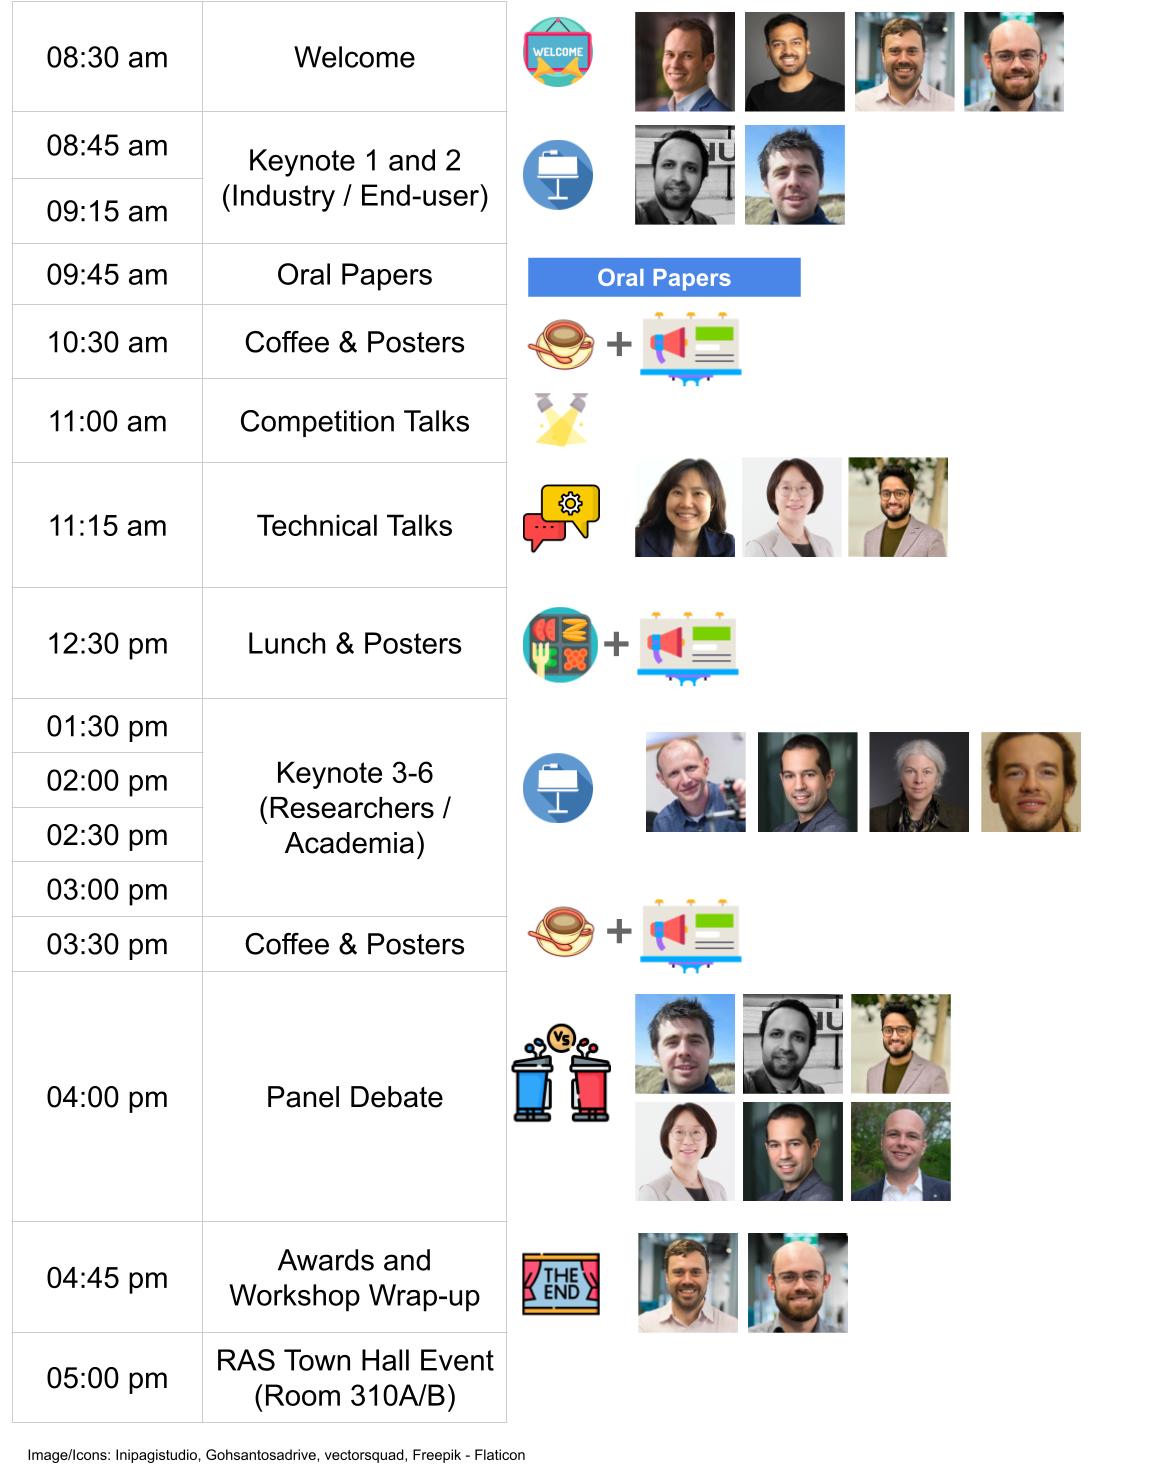 08:30 am
Welcome
WELCOME
08:45 am
09:15 am
Keynote 1 and 2
(Industry / End-user)
09:45 am
Oral Papers
Oral Papers
10:30 am
Coffee & Posters
+
11:00 am
Competition Talks
11:15 am
Technical Talks
12:30 pm
Lunch & Posters
+
01:30 pm
02:00 pm
02:30 pm
03:00 pm
Keynote 3-6
(Researchers /
Academia)
03:30 pm
Coffee & Posters
+
04:00 pm
Panel Debate
VS
04:45 pm
Awards and
Workshop Wrap-up
THE
END
05:00 pm
RAS Town Hall Event
(Room 310A/B)
Image/Icons: Inipagistudio, Gohsantosadrive, vectorsquad, Freepik - Flaticon